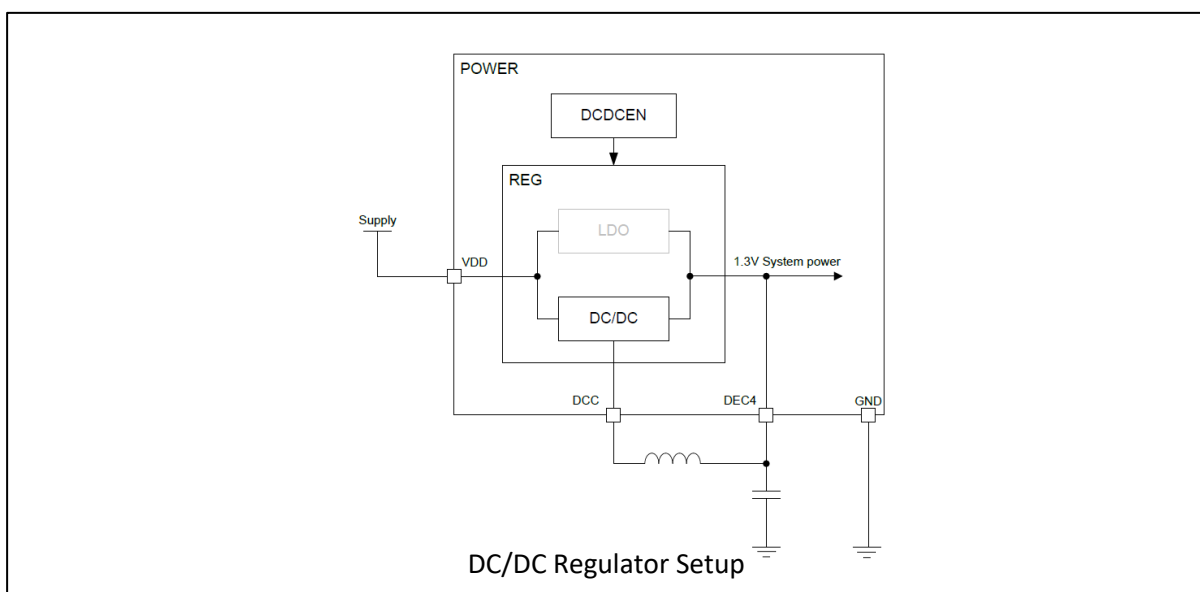 POWER
DCDCEN
REG
LDO
Supply
VDD
1.3V System power
DC/DC
DCC
DEC4
GND
DC/DC Regulator Setup